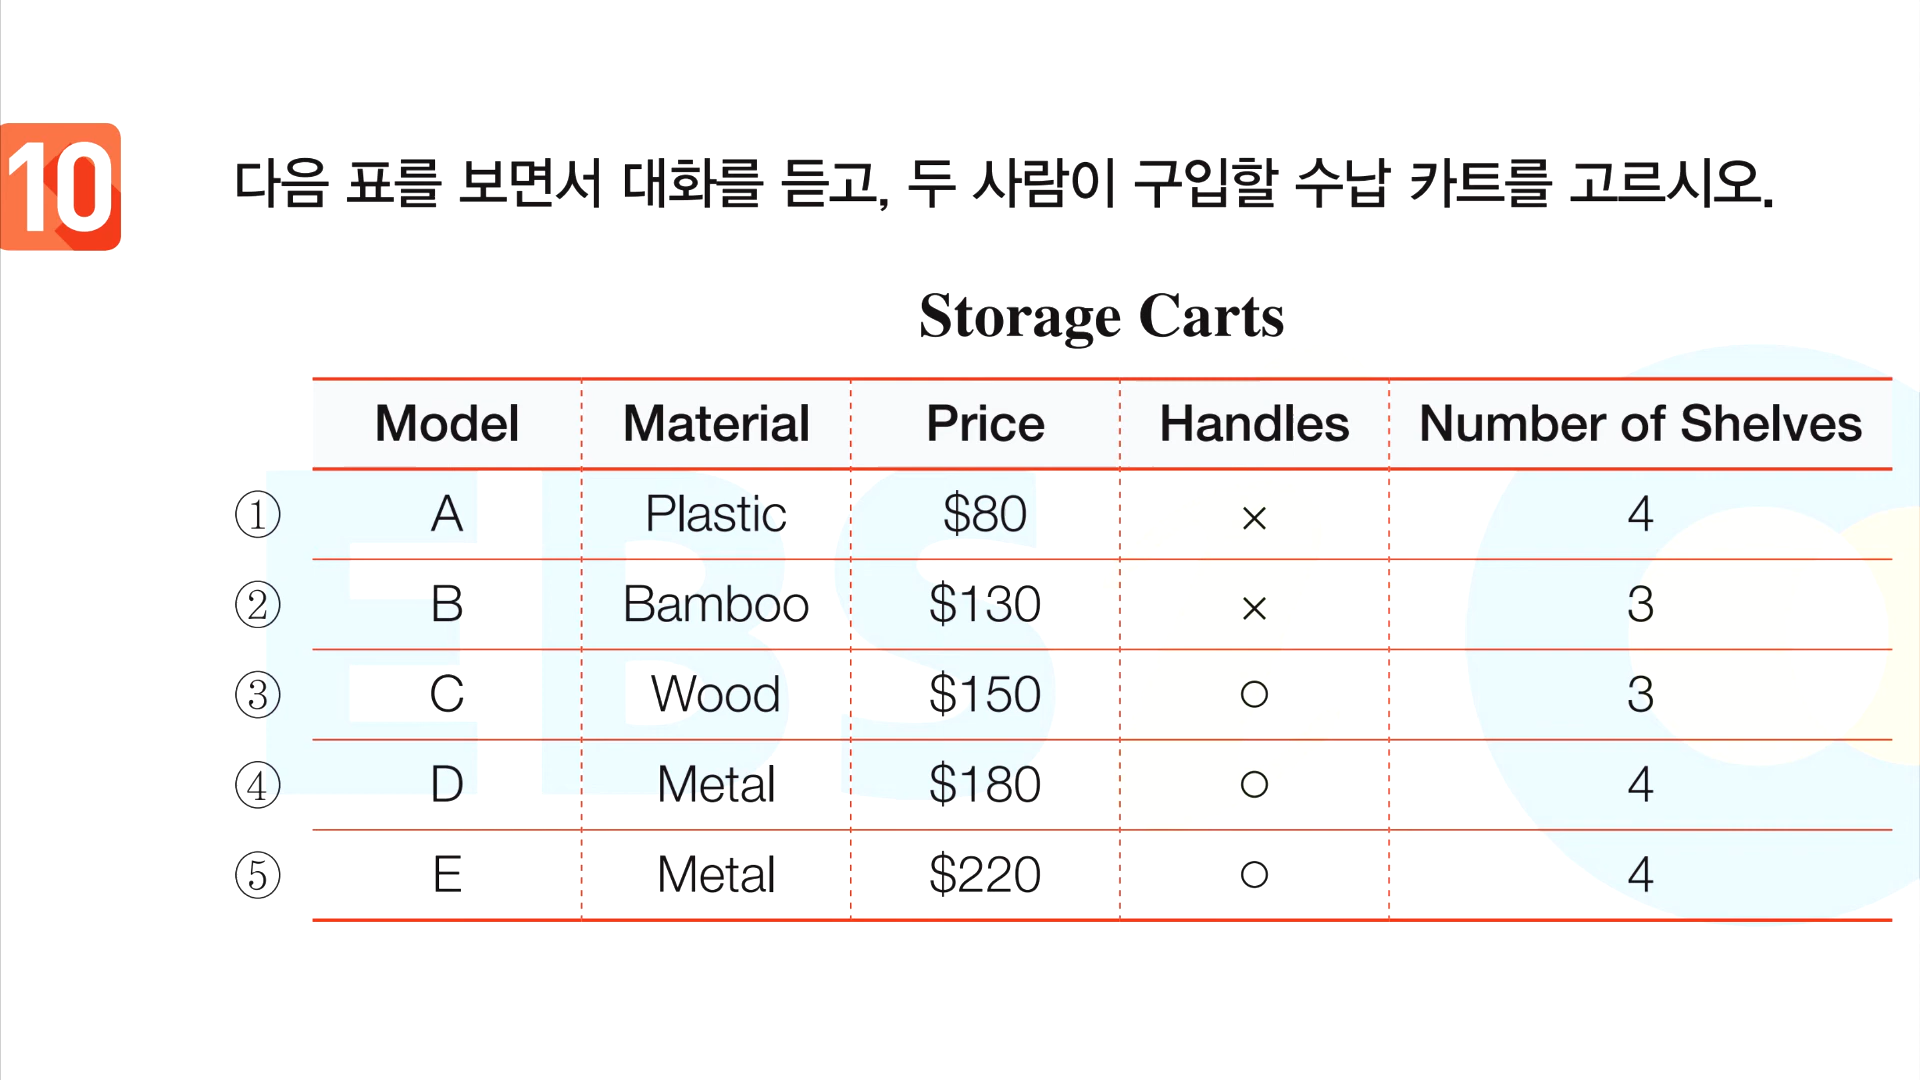 10 다음 표를 보면서 대화를 듣고, 두 사람이 구입할 수납 카트를 고르시오.
Storage Carts
Model Material Price Handles Number of Shelves
① A Plastic $80 × 4
② B Bamboo $130 × 3
③ C Wood $150 ○ 3
④ D Metal $180 ○ 4
⑤ E Metal $220 ○ 4
EBS